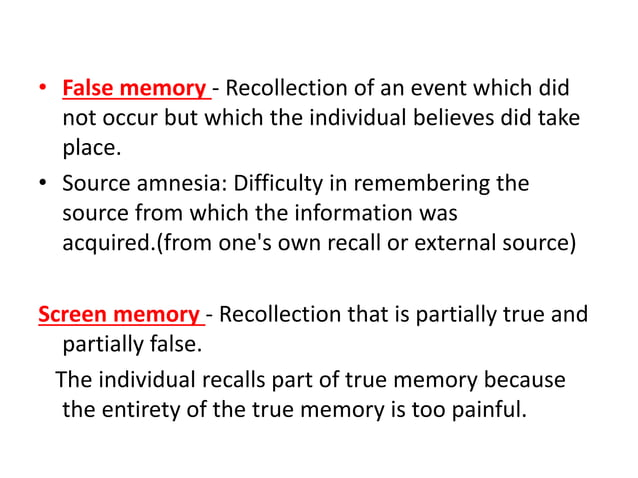 • False memory - Recollection of an event which did
not occur but which the individual believes did take
place.
• Source amnesia: Difficulty in remembering the
source from which the information was
acquired.(from one's own recall or external source)
Screen memory - Recollection that is partially true and
partially false.
The individual recalls part of true memory because
the entirety of the true memory is too painful.